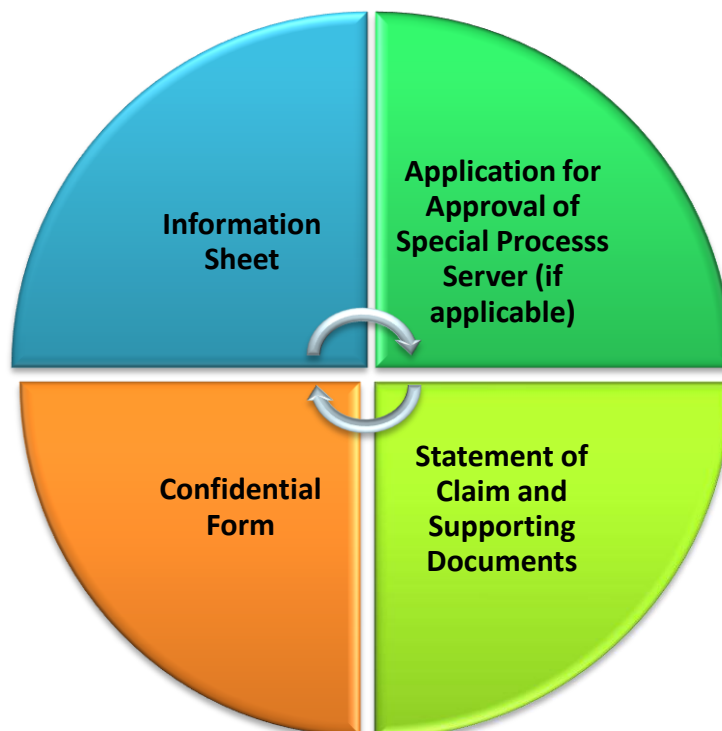 Information
Sheet
Application for
Approval of
Special Processs
Server (if
applicable)
Confidential
Form
Statement of
Claim and
Supporting
Documents